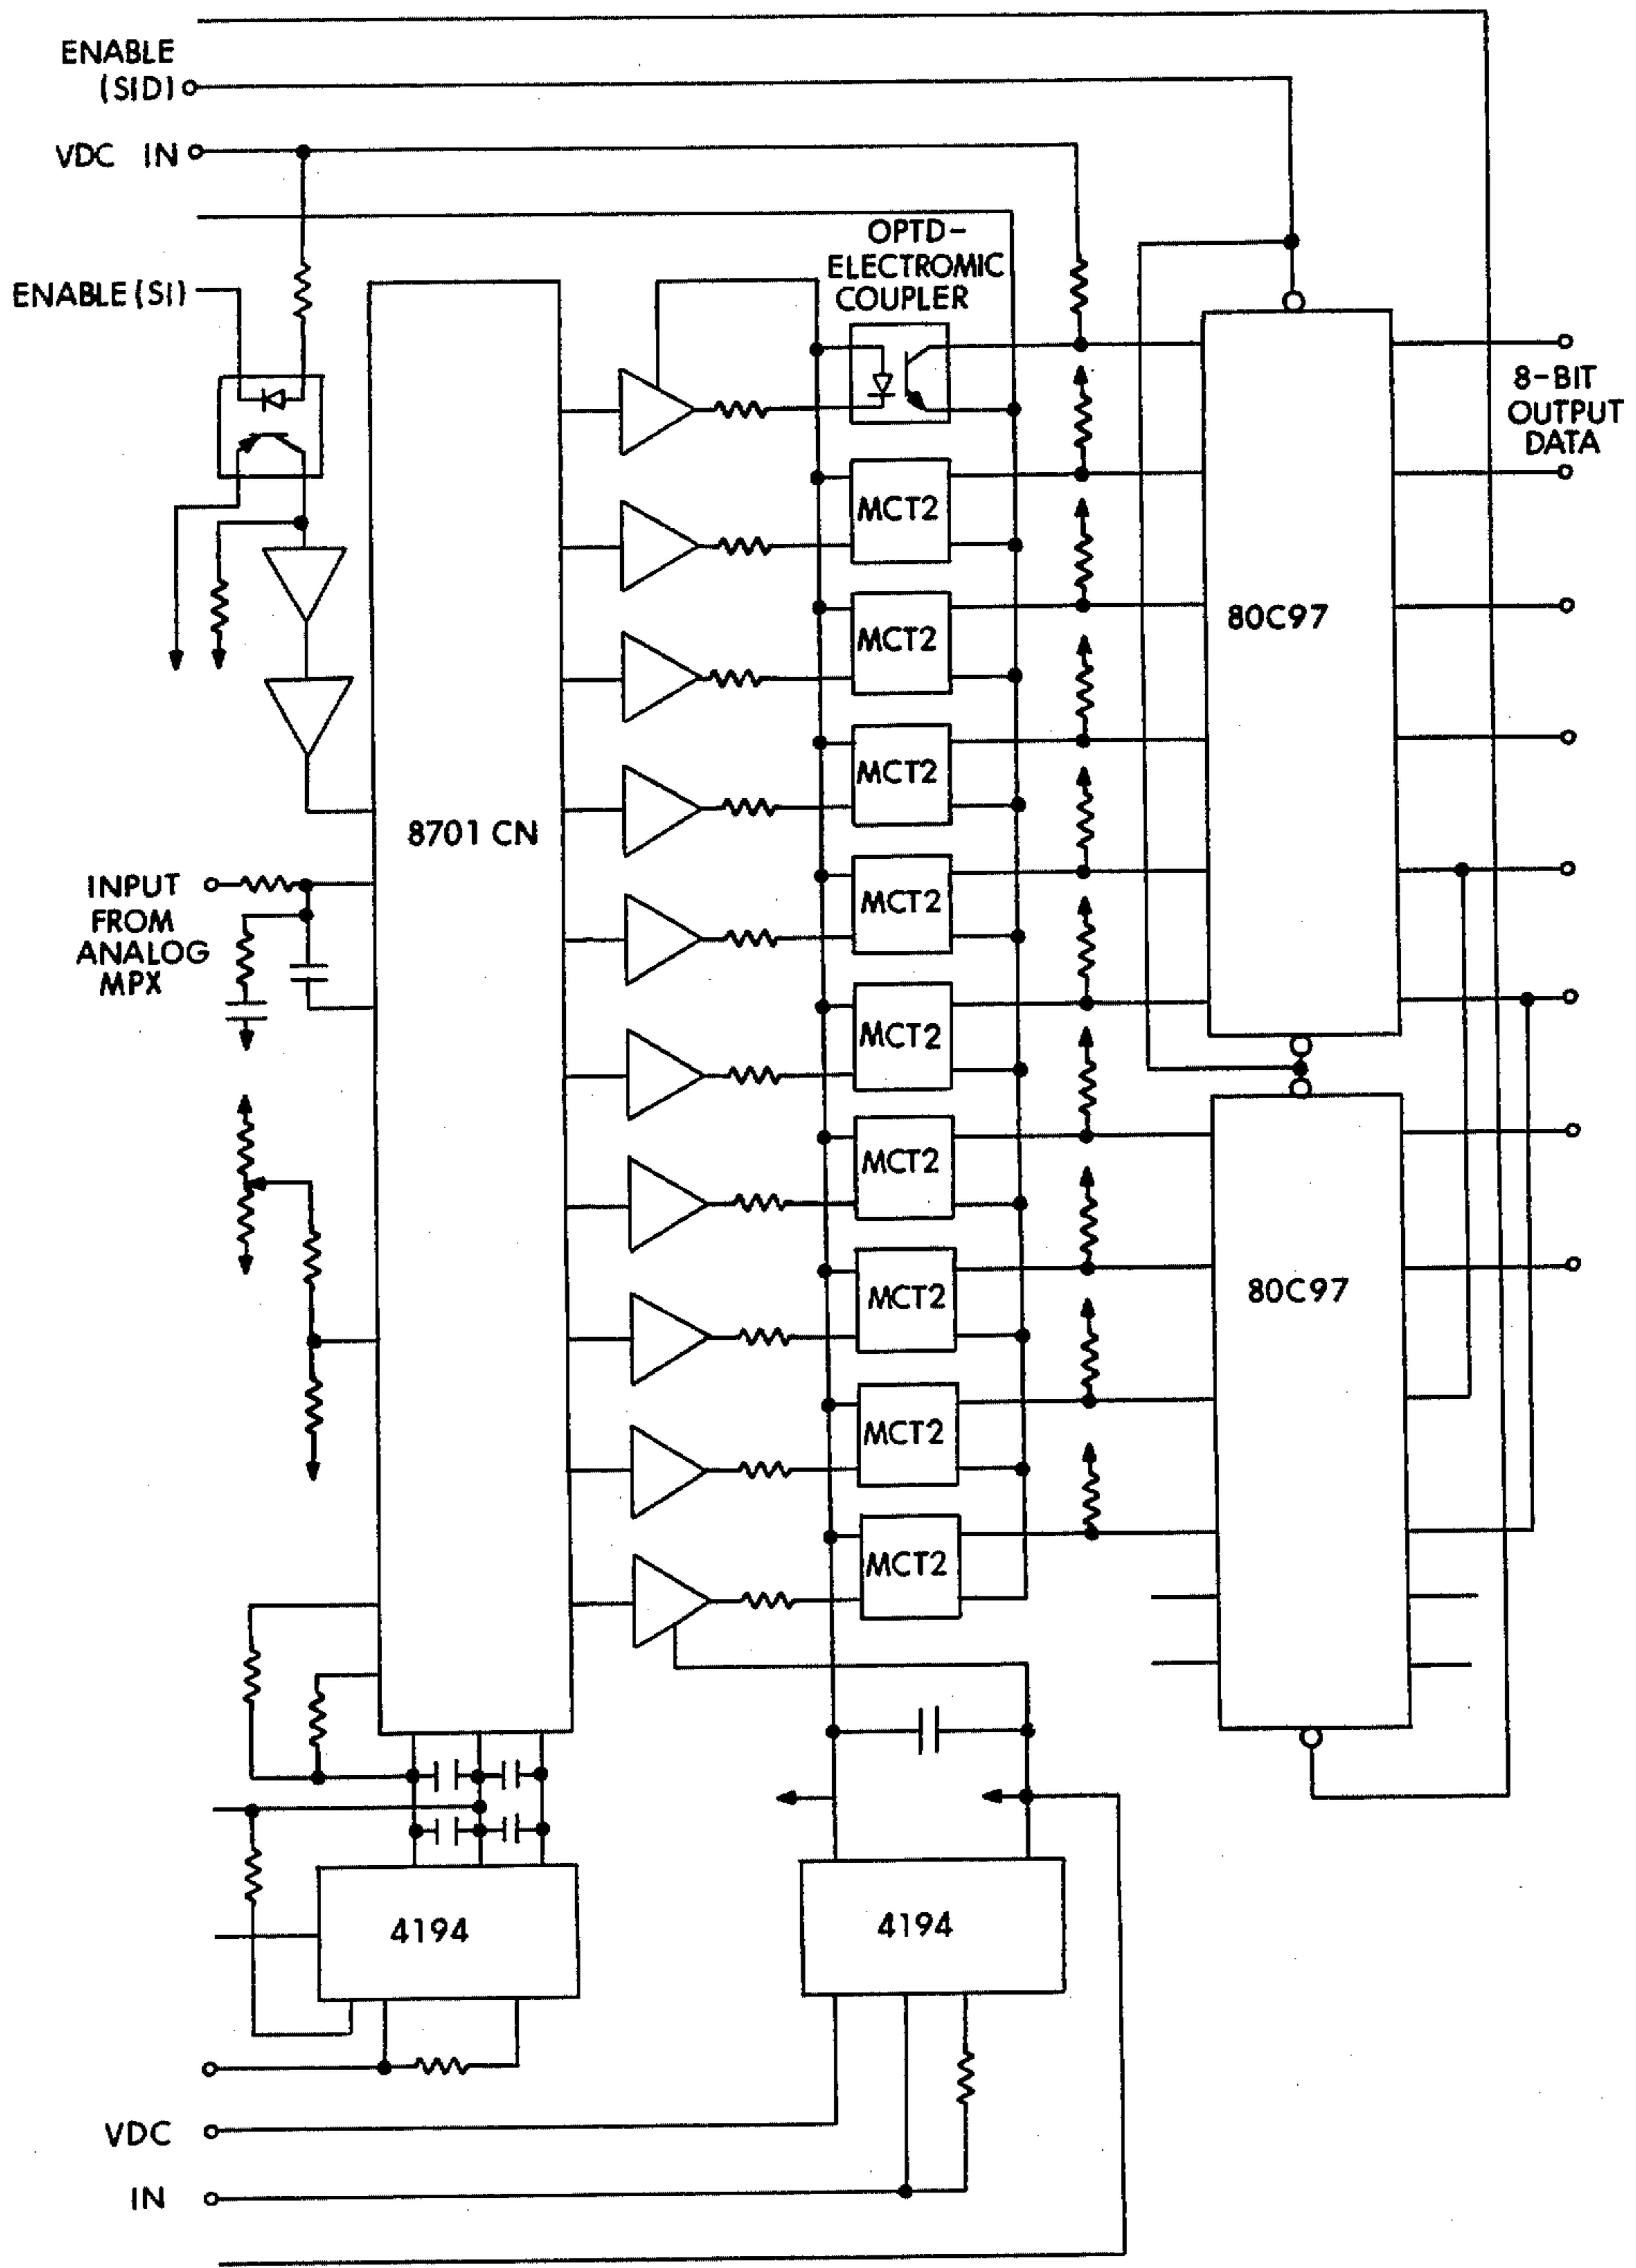 ENABLE
(SID)
VDC IN
ENABLE (SI)
OPTD-
ELECTROMIC
COUPLER
8-BIT
OUTPUT
DATA
MCT2
MCT2
80C97
MCT2
MCT2
8701 CN
INPUT
FROM
ANALOG
MPX
MCT2
MCT2
MCT2
MCT2
80C97
MCT2
MCT2
4194
4194
VDC
IN